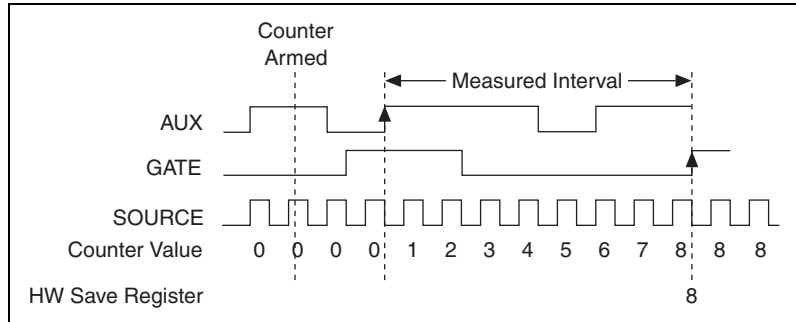 Counter
Armed
Measured Interval
AUX
GATE
SOURCE
Counter Value 0 0 0 0 1 2 3 4 5 6 7 8 8 8
HW Save Register 8